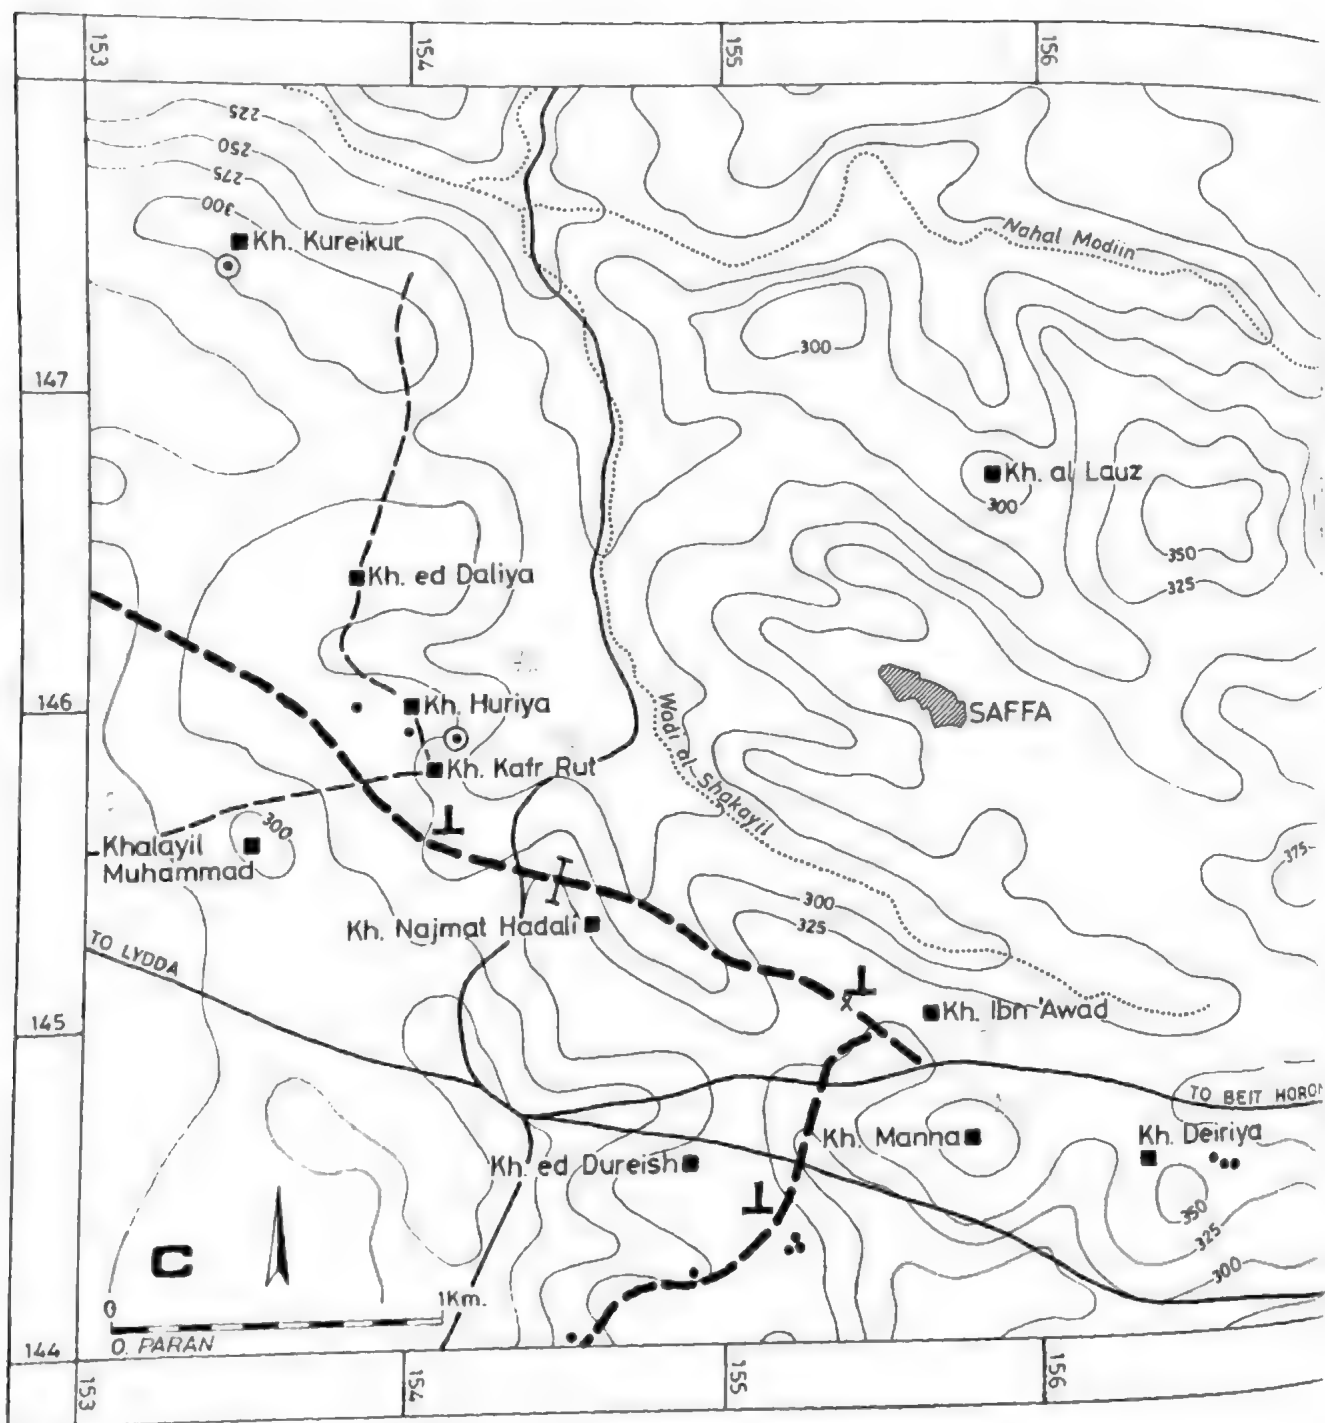 153
154
155
156
225
250
275
300
Kh. Kureikur
Nahal Modiin
300
147
Kh. al Lauz
300
350
325
Kh. ed Daliya
146
Kh. Huriya
SAFFA
Wadi al-Shakayil
Kh. Kafr Rut
300
Khalayil
Muhammad
375
300
325
Kh. Najmat Hadali
TO LYDDA
145
Kh. Ibn 'Awad
TO BEIT HORON
Kh. Manha
Kh. Deiriya
Kh. ed Dureish
350
325
300
C
0
1Km.
O. PARAN
144
153
154
155
156